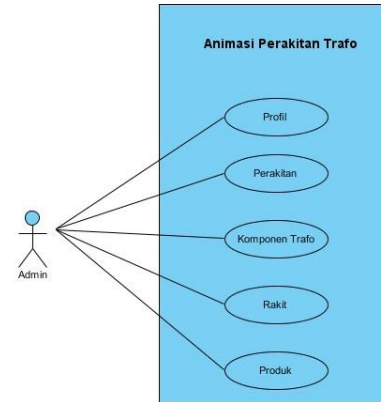 Animasi Perakitan Trafo
Profil
Perakitan
Komponen Trafo
Admin
Rakit
Produk